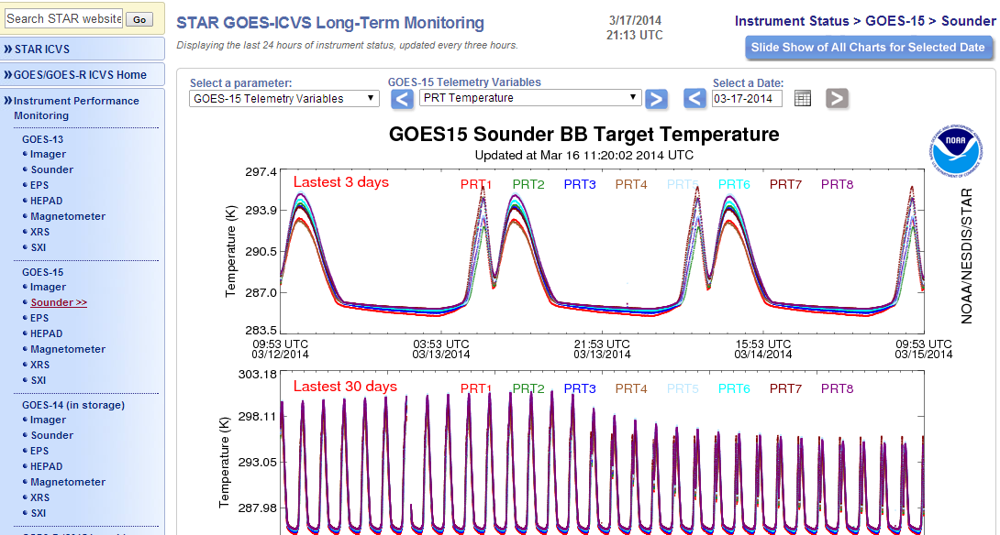 Search STAR website
Go
STAR GOES-ICVS Long-Term Monitoring
Displaying the last 24 hours of instrument status, updated every three hours.
3/17/2014
21:13 UTC
Instrument Status > GOES-15 > Sounder
Slide Show of All Charts for Selected Date
» STAR ICVS
» GOES/GOES-R ICVS Home
» Instrument Performance
Monitoring
GOES-13
Imager
Sounder
EPS
HEPAD
Magnetometer
XRS
SXI
GOES-15
Imager
Sounder >>
EPS
HEPAD
Magnetometer
XRS
SXI
GOES-14 (in storage)
Imager
Sounder
EPS
HEPAD
Magnetometer
XRS
SXI
Select a parameter:
GOES-15 Telemetry Variables
GOES-15 Telemetry Variables
< PRT Temperature >
Select a Date:
< 03-17-2014 >
GOES15 Sounder BB Target Temperature
Updated at Mar 16 11:20:02 2014 UTC
Lastest 3 days
PRT1 PRT2 PRT3 PRT4 PRT5 PRT6 PRT7 PRT8
Temperature (K)
297.4
293.9
290.5
287.0
283.5
09:53 UTC 03:53 UTC 21:53 UTC 15:53 UTC 09:53 UTC
03/12/2014 03/13/2014 03/13/2014 03/14/2014 03/15/2014
Lastest 30 days
PRT1 PRT2 PRT3 PRT4 PRT5 PRT6 PRT7 PRT8
Temperature (K)
303.18
298.11
293.05
287.98
NOAA
NOAA/NESDIS/STAR